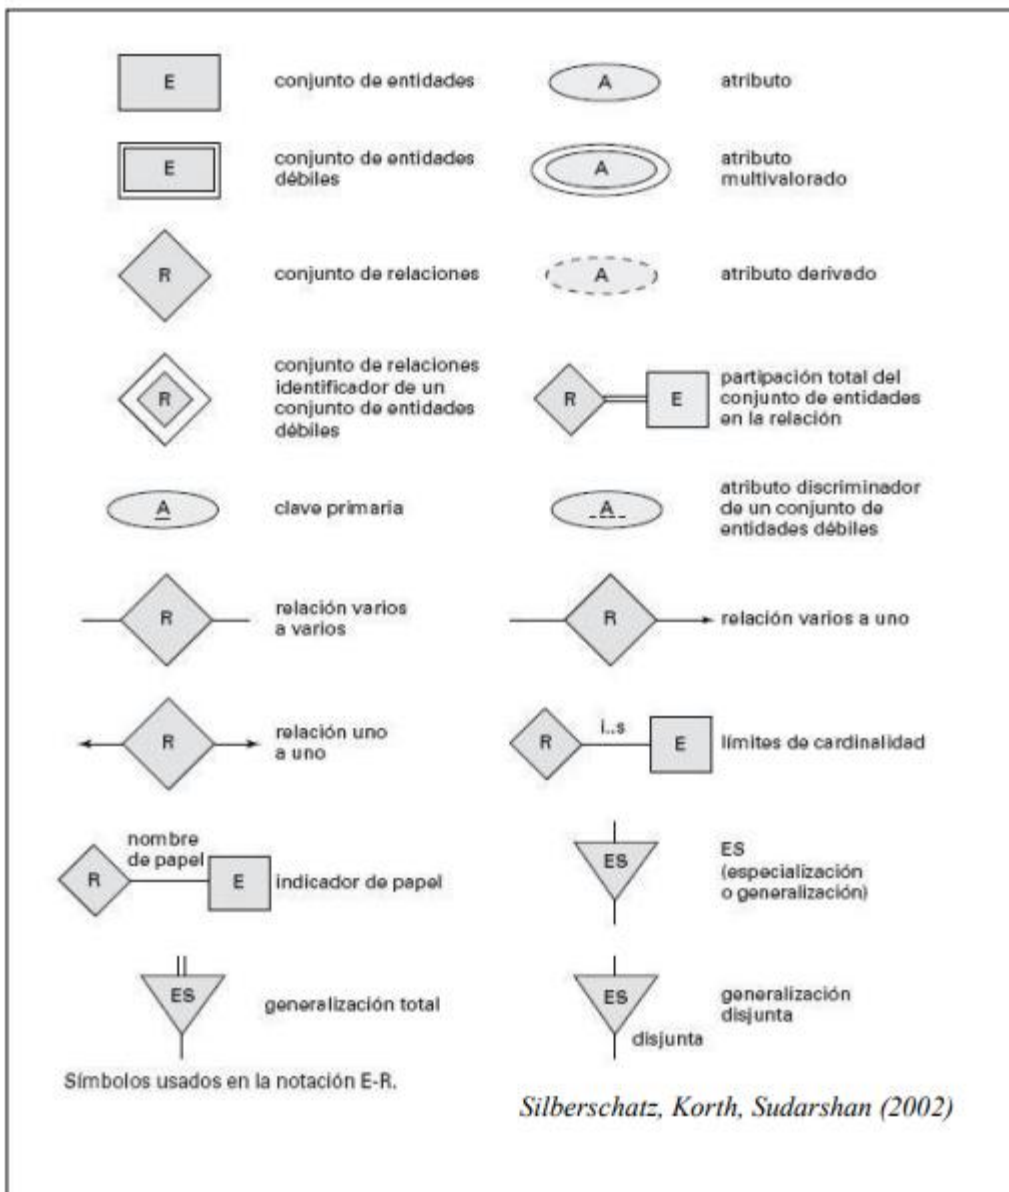 E
conjunto de entidades
A
atributo
E
conjunto de entidades
débiles
A
atributo
multivalorado
R
conjunto de relaciones
A
atributo derivado
R
conjunto de relaciones
identificador de un
conjunto de entidades
débiles
R
E
partipación total del
conjunto de entidades
en la relación
A
clave primaria
A
atributo discriminador
de un conjunto de
entidades débiles
R
relación varios
a varios
R
relación varios a uno
R
relación uno
a uno
R
i..s
E
límites de cardinalidad
R
nombre
de papel
E
indicador de papel
ES
ES
(especialización
o generalización)
ES
generalización total
ES
disjunta
generalización
disjunta
Símbolos usados en la notación E-R.
Silberschatz, Korth, Sudarshan (2002)